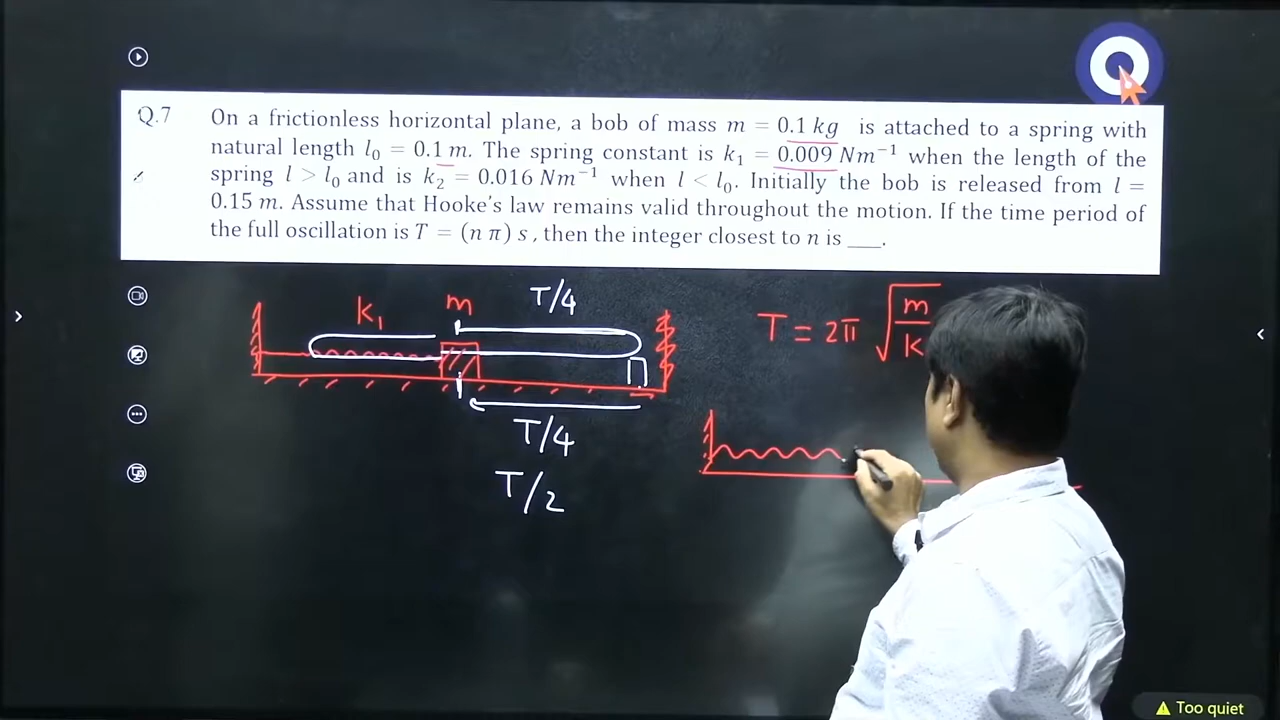 Q.7 On a frictionless horizontal plane, a bob of mass m = 0.1 kg is attached to a spring with
natural length l₀ = 0.1 m. The spring constant is k₁ = 0.009 Nm⁻¹ when the length of the
spring l > l₀ and is k₂ = 0.016 Nm⁻¹ when l < l₀. Initially the bob is released from l =
0.15 m. Assume that Hooke's law remains valid throughout the motion. If the time period of
the full oscillation is T = (n π) s, then the integer closest to n is ___.
k₁ m T/4
T = 2π √(m/k)
T/4
T/2
Too quiet